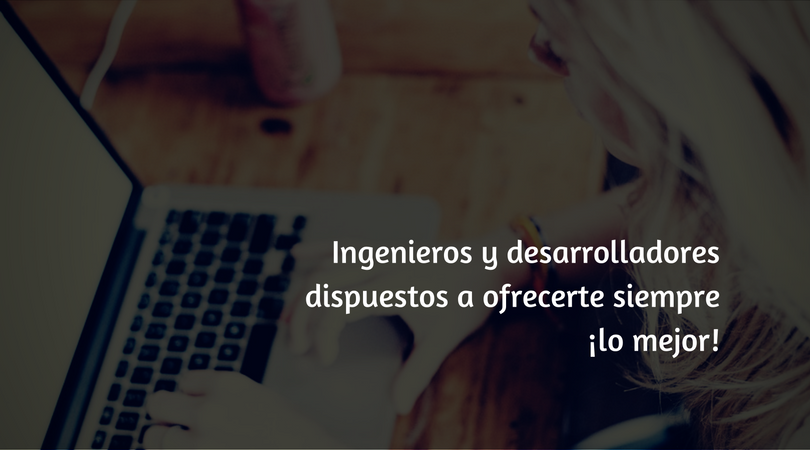 Ingenieros y desarrolladores
dispuestos a ofrecerte siempre
¡lo mejor!